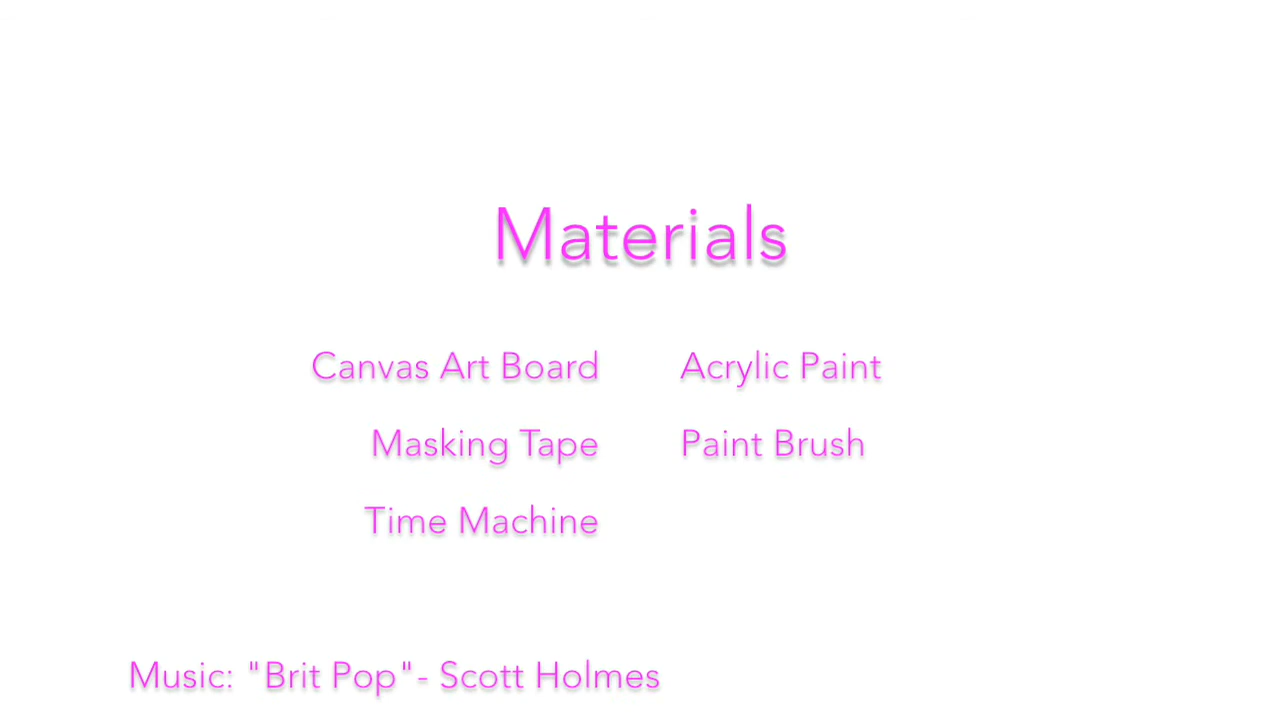 Materials
Canvas Art Board Acrylic Paint
Masking Tape Paint Brush
Time Machine
Music: "Brit Pop"- Scott Holmes